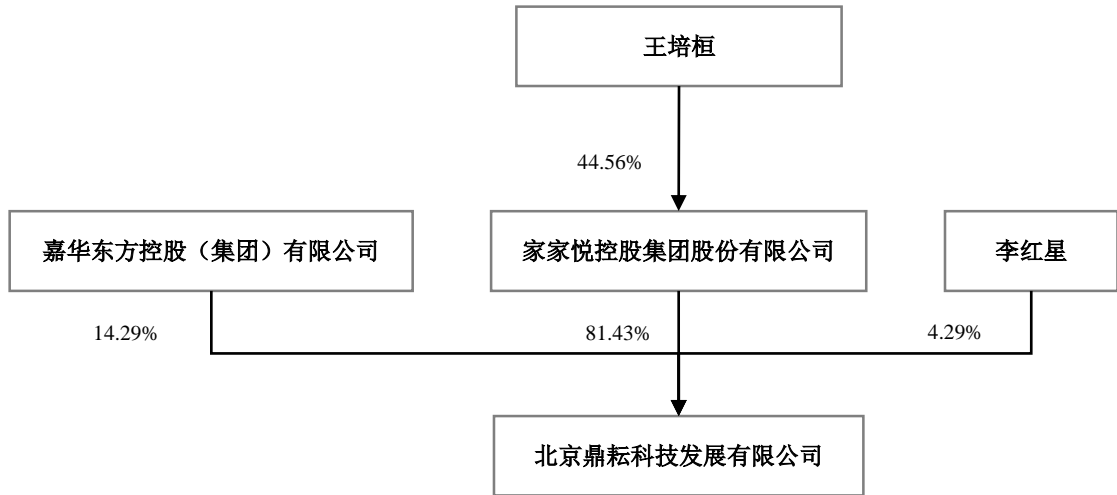 王培桓
44.56%
嘉华东方控股（集团）有限公司
家家悦控股集团股份有限公司
李红星
14.29%
81.43%
4.29%
北京鼎耘科技发展有限公司